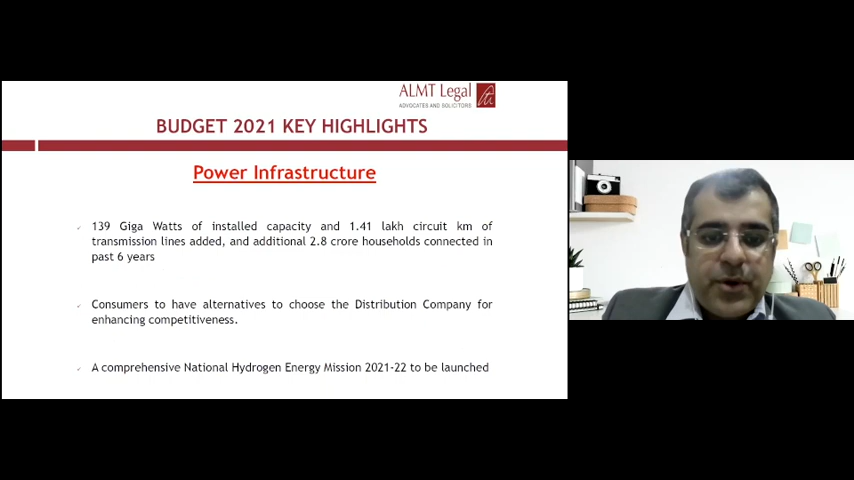 ALMT Legal
ADVOCATES AND SOLICITORS
BUDGET 2021 KEY HIGHLIGHTS
Power Infrastructure
139 Giga Watts of installed capacity and 1.41 lakh circuit km of
transmission lines added, and additional 2.8 crore households connected in
past 6 years
Consumers to have alternatives to choose the Distribution Company for
enhancing competitiveness.
A comprehensive National Hydrogen Energy Mission 2021-22 to be launched